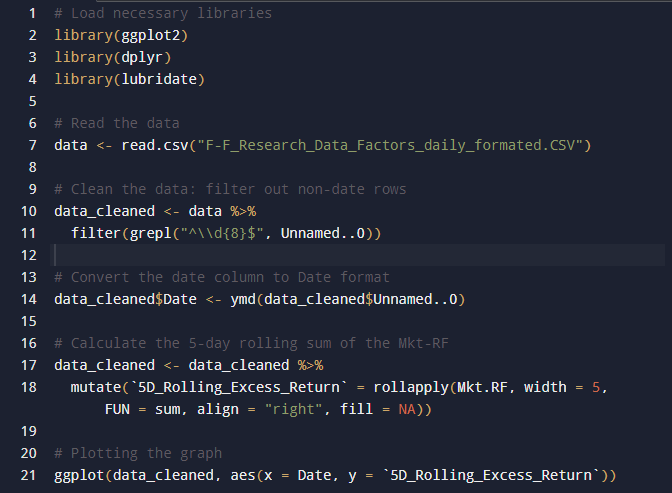 1 # Load necessary libraries
2 library(ggplot2)
3 library(dplyr)
4 library(lubridate)
5
6 # Read the data
7 data <- read.csv("F-F_Research_Data_Factors_daily_formated.CSV")
8
9 # Clean the data: filter out non-date rows
10 data_cleaned <- data %>%
11 filter(grepl("^\\d{8}$", Unnamed..0))
12
13 # Convert the date column to Date format
14 data_cleaned$Date <- ymd(data_cleaned$Unnamed..0)
15
16 # Calculate the 5-day rolling sum of the Mkt-RF
17 data_cleaned <- data_cleaned %>%
18 mutate(`5D_Rolling_Excess_Return` = rollapply(Mkt.RF, width = 5,
FUN = sum, align = "right", fill = NA))
19
20 # Plotting the graph
21 ggplot(data_cleaned, aes(x = Date, y = `5D_Rolling_Excess_Return`))